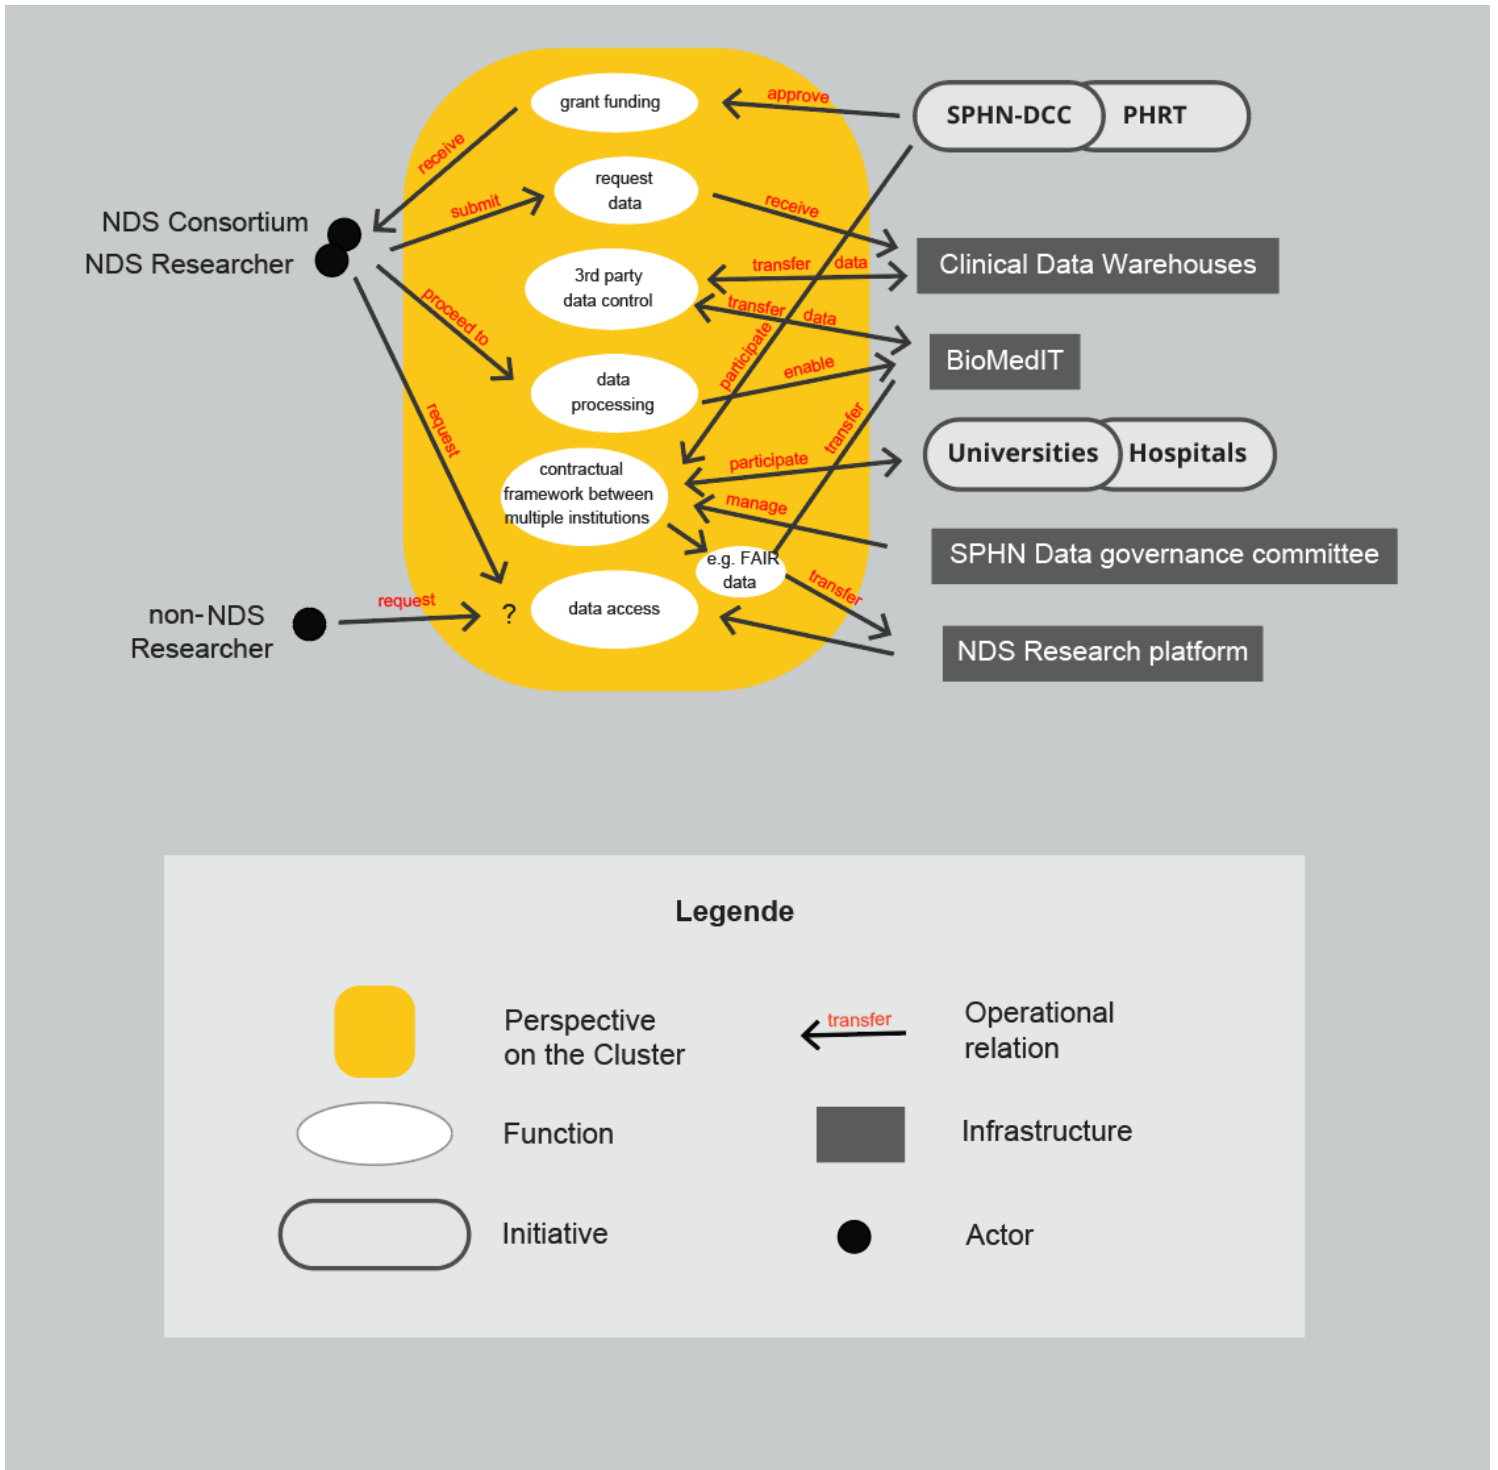 grant funding
approve
SPHN-DCC
PHRT
receive
request
data
submit
receive
NDS Consortium
NDS Researcher
3rd party
data control
transfer data
Clinical Data Warehouses
transfer data
proceed to
participate
BioMedIT
data
processing
enable
request
transfer
contractual
framework between
multiple institutions
participate
Universities
Hospitals
manage
SPHN Data governance committee
e.g. FAIR
data
transfer
non-NDS
Researcher
request
?
data access
NDS Research platform
Legende
Perspective
on the Cluster
transfer
Operational
relation
Function
Infrastructure
Initiative
Actor